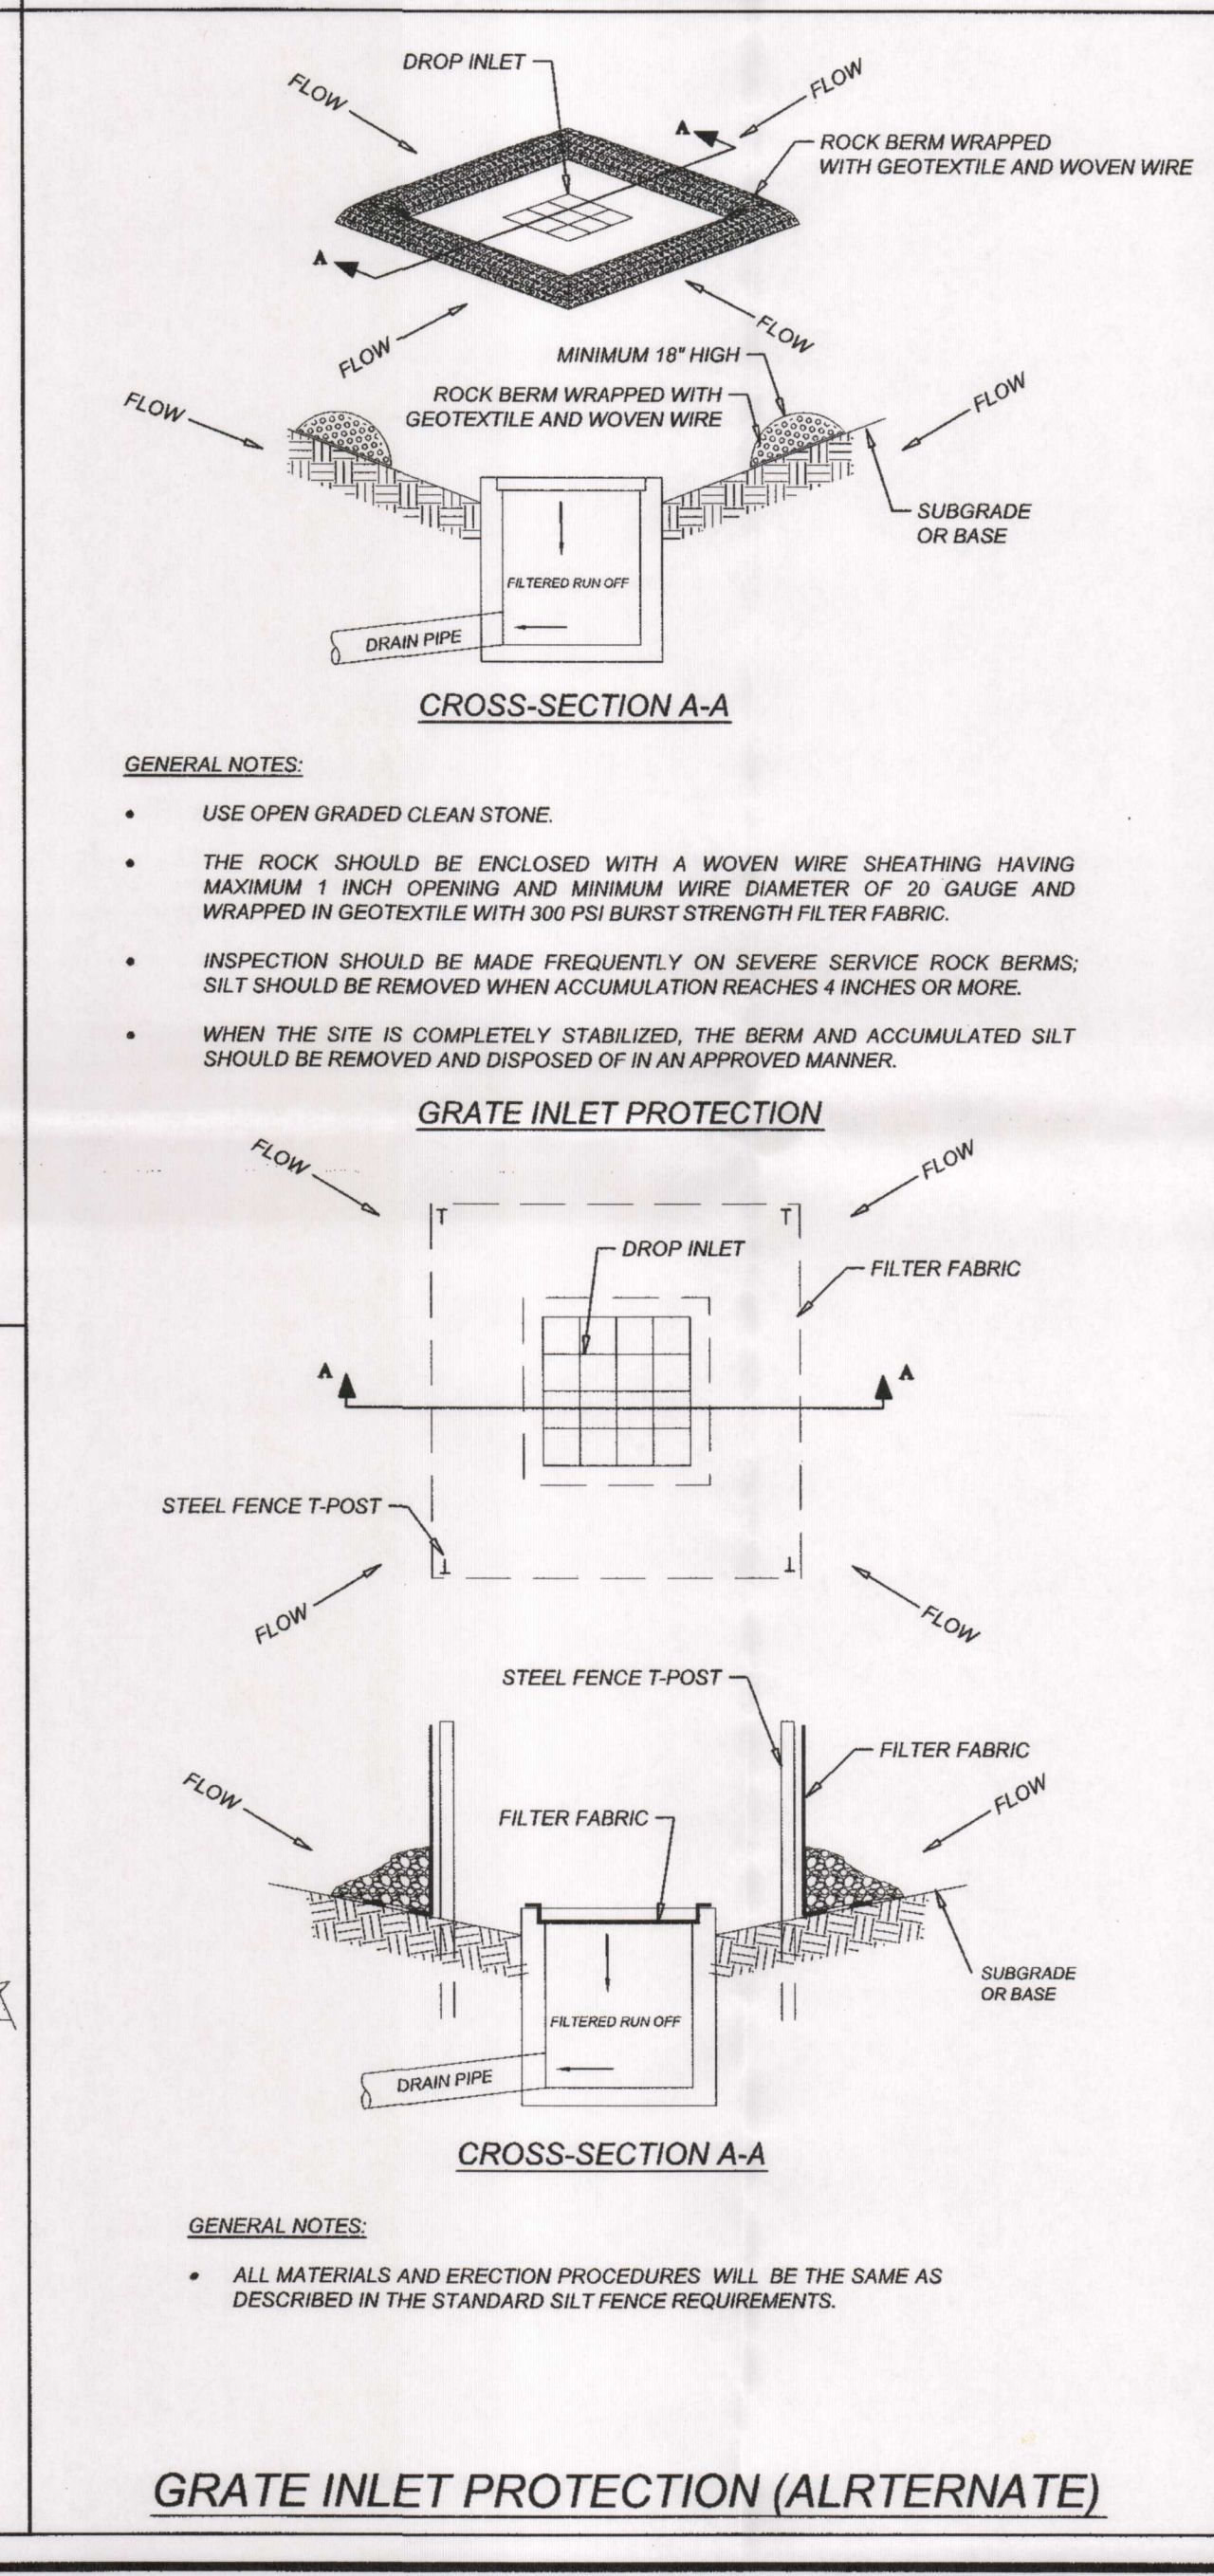 DROP INLET
FLOW
FLOW
A
ROCK BERM WRAPPED
WITH GEOTEXTILE AND WOVEN WIRE
A
FLOW
FLOW
MINIMUM 18" HIGH
FLOW
ROCK BERM WRAPPED WITH
GEOTEXTILE AND WOVEN WIRE
FLOW
SUBGRADE
OR BASE
FILTERED RUN OFF
DRAIN PIPE
CROSS-SECTION A-A
GENERAL NOTES:
• USE OPEN GRADED CLEAN STONE.
• THE ROCK SHOULD BE ENCLOSED WITH A WOVEN WIRE SHEATHING HAVING
MAXIMUM 1 INCH OPENING AND MINIMUM WIRE DIAMETER OF 20 GAUGE AND
WRAPPED IN GEOTEXTILE WITH 300 PSI BURST STRENGTH FILTER FABRIC.
• INSPECTION SHOULD BE MADE FREQUENTLY ON SEVERE SERVICE ROCK BERMS;
SILT SHOULD BE REMOVED WHEN ACCUMULATION REACHES 4 INCHES OR MORE.
• WHEN THE SITE IS COMPLETELY STABILIZED, THE BERM AND ACCUMULATED SILT
SHOULD BE REMOVED AND DISPOSED OF IN AN APPROVED MANNER.
GRATE INLET PROTECTION
FLOW
FLOW
T
T
DROP INLET
FILTER FABRIC
A
A
STEEL FENCE T-POST
FLOW
FLOW
STEEL FENCE T-POST
FILTER FABRIC
FLOW
FLOW
FILTER FABRIC
SUBGRADE
OR BASE
FILTERED RUN OFF
DRAIN PIPE
CROSS-SECTION A-A
GENERAL NOTES:
• ALL MATERIALS AND ERECTION PROCEDURES WILL BE THE SAME AS
DESCRIBED IN THE STANDARD SILT FENCE REQUIREMENTS.
GRATE INLET PROTECTION (ALRTERNATE)